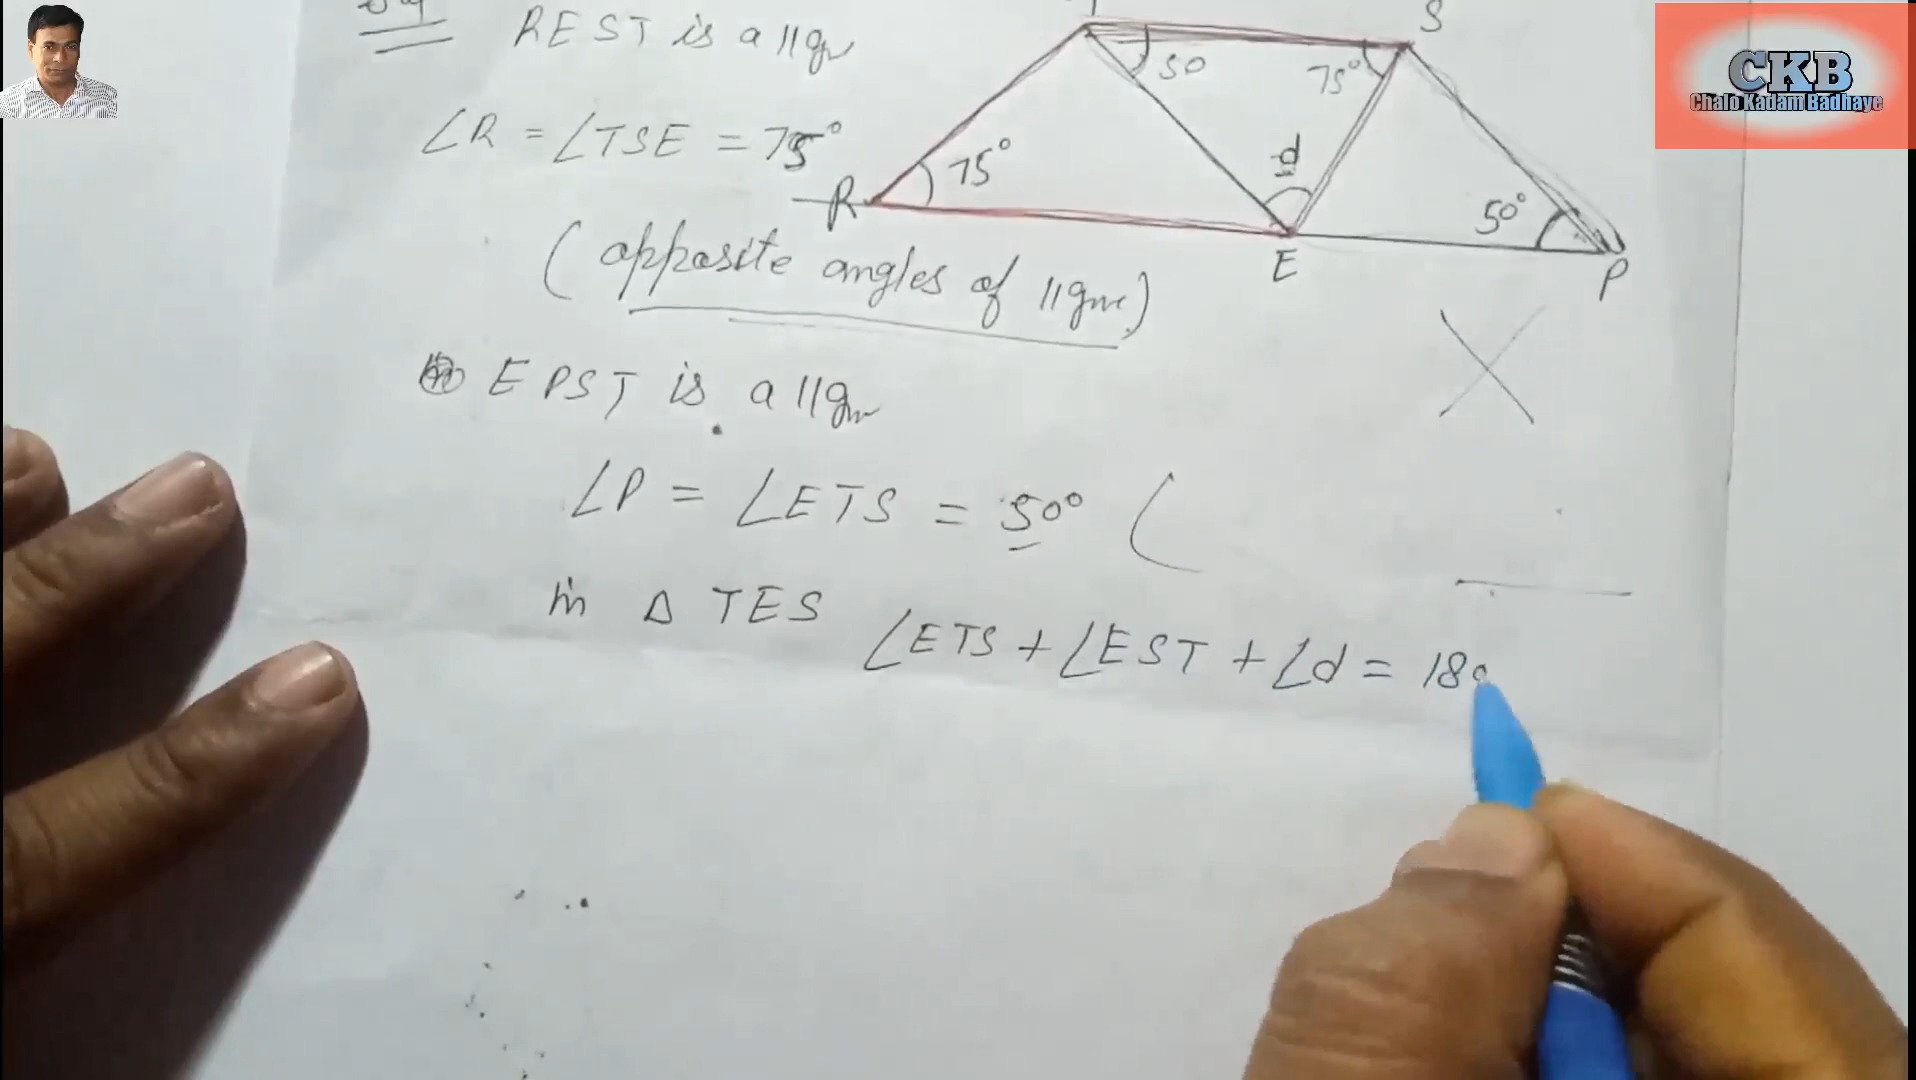 REST is a llgm
∠R = ∠TSE = 75°
(opposite angles of llgm)
EPST is a llgm
∠P = ∠ETS = 50° (
in Δ TES ∠ETS + ∠EST + ∠d = 180
S
50
75°
75°
d
50°
R
E
P
CKB
Chalo Kadam Badhaye